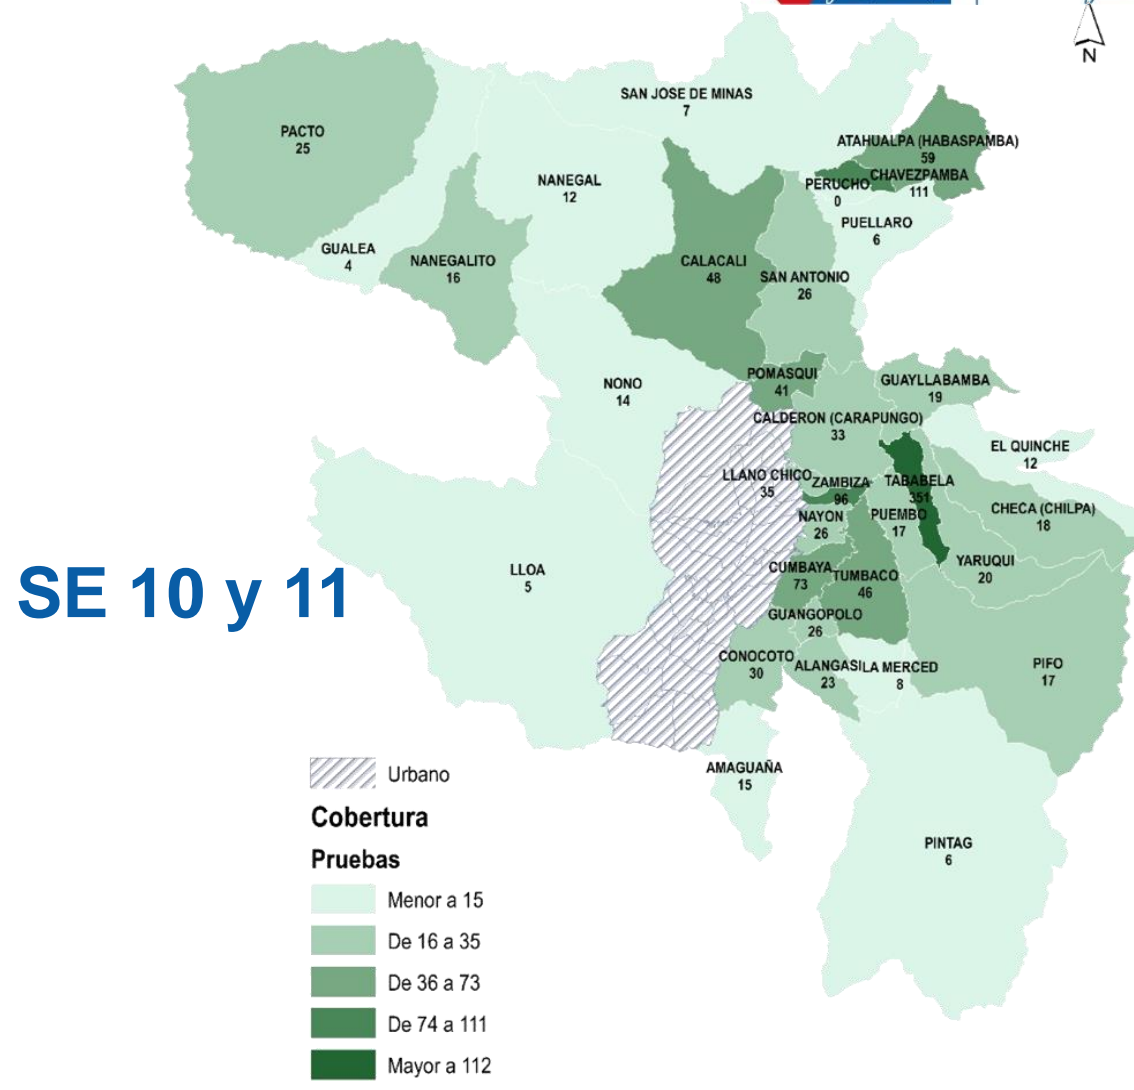 N
SAN JOSE DE MINAS
7
PACTO
25
ATAHUALPA (HABASPAMBA)
59
CHAVEZPAMBA
111
PERUCHO
0
NANEGAL
12
PUELLARO
6
GUALEA
4
NANEGALITO
16
CALACALI
48
SAN ANTONIO
26
POMASQUI
41
GUAYLLABAMBA
19
NONO
14
CALDERON (CARAPUNGO)
33
EL QUINCHE
12
LLANO CHICO
35
ZAMBIZA
96
TABABELA
351
CHECA (CHILPA)
18
NAYON
26
PUEMBO
17
YARUQUI
20
LLOA
5
CUMBAYA
73
TUMBACO
46
SE 10 y 11
GUANGOPOLO
26
CONOCOTO
30
ALANGASI
23
LA MERCED
8
PIFO
17
AMAGUAÑA
15
PINTAG
6
Urbano
Cobertura
Pruebas
Menor a 15
De 16 a 35
De 36 a 73
De 74 a 111
Mayor a 112